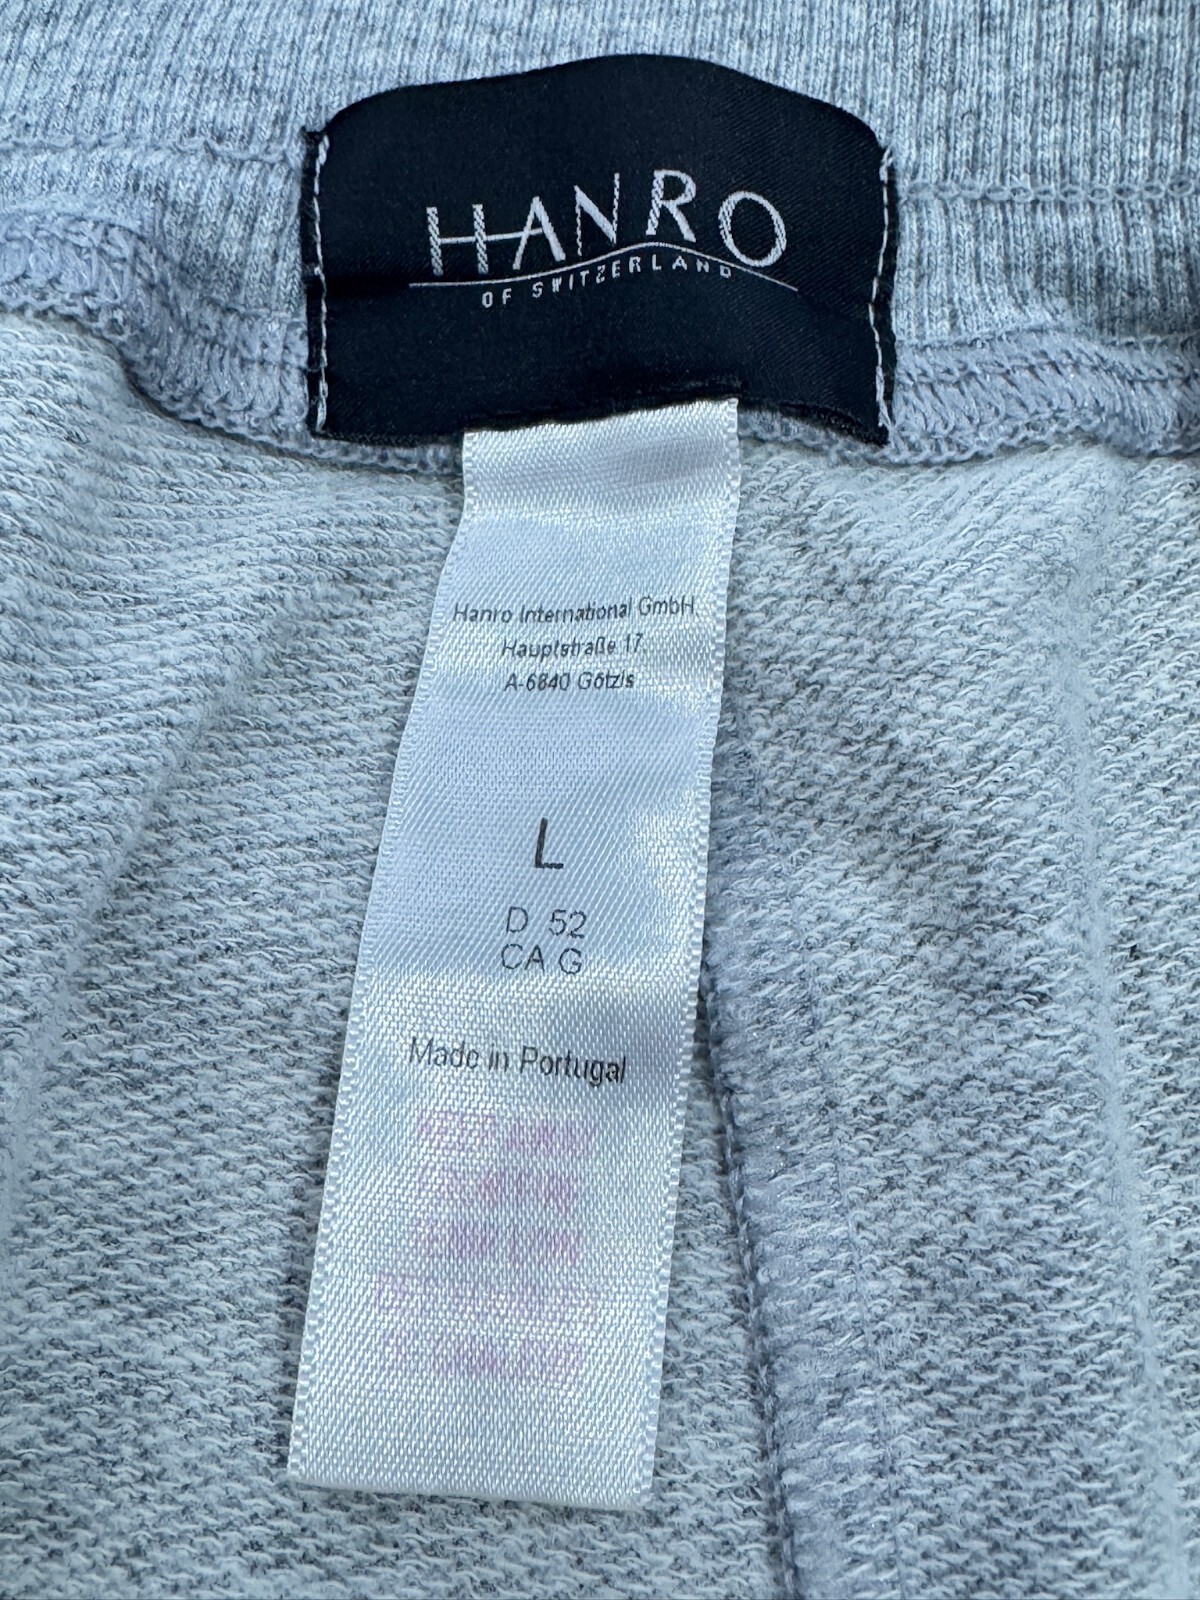 HANRO
OF SWITZERLAND
Hanro International GmbH
Hauptstraße 17
A-6840 Götzis
L
D 52
CA G
Made in Portugal